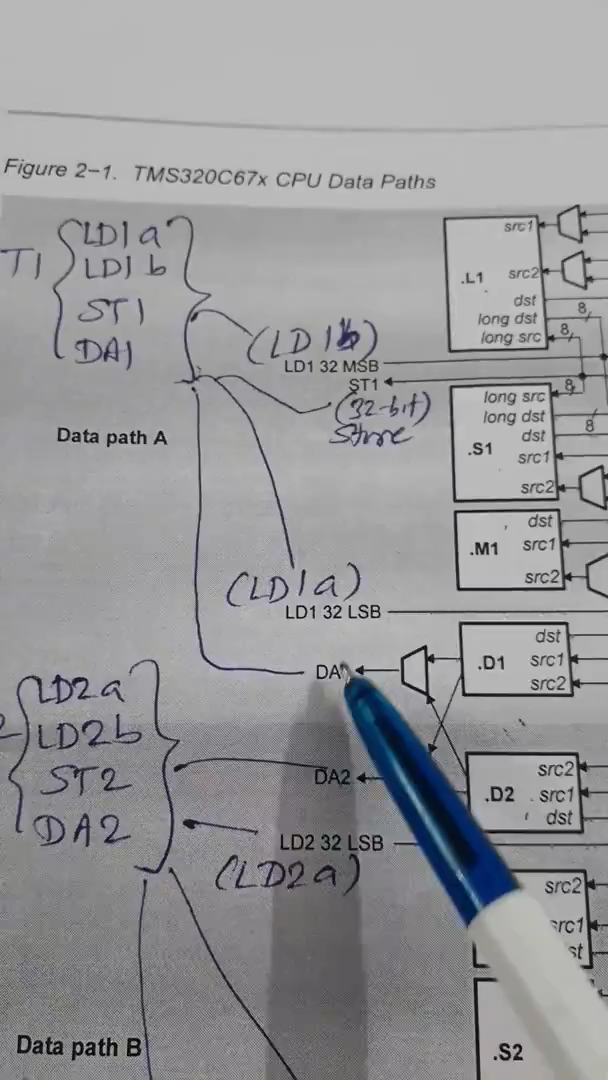 Figure 2-1. TMS320C67x CPU Data Paths
T1
LD1a
LD1b
ST1
DA1
(LD1b)
LD1 32 MSB
ST1
(32-bit)
Store
Data path A
(LD1a)
LD1 32 LSB
DA
src1
src2
.L1
dst
long dst
8
long src
8
8
long src
long dst
8
dst
.S1
src1
src2
dst
.M1
src1
src2
dst
.D1
src1
src2
LD2a
LD2b
ST2
DA2
DA2
LD2 32 LSB
(LD2a)
src2
.D2
src1
dst
src2
src1
st
Data path B
.S2